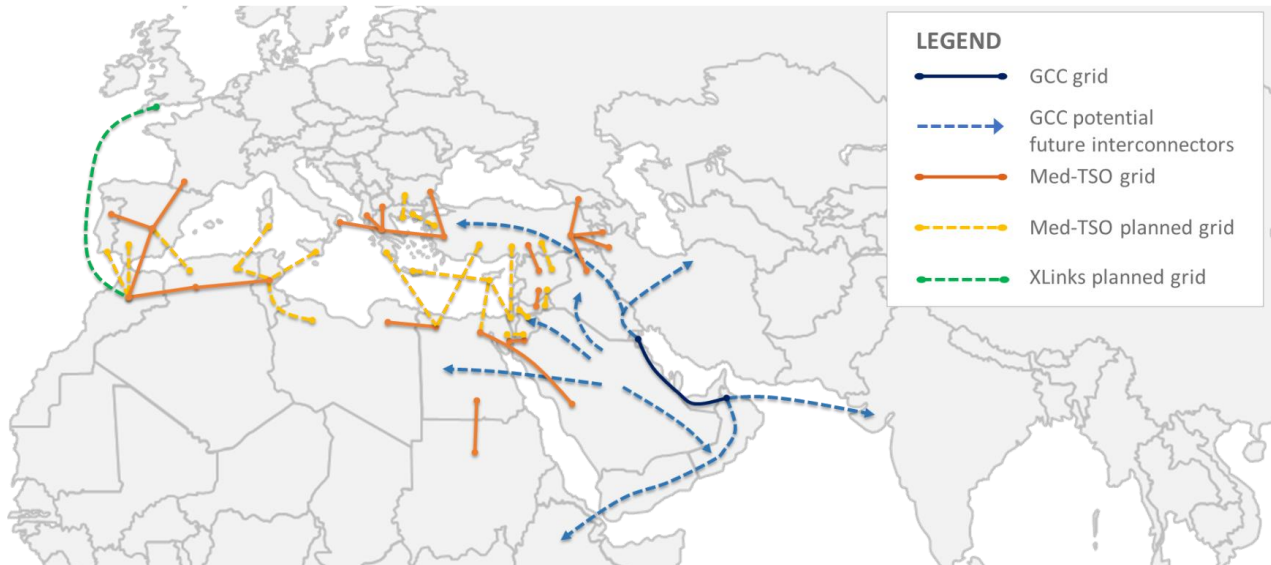 LEGEND
GCC grid
GCC potential
future interconnectors
Med-TSO grid
Med-TSO planned grid
XLinks planned grid